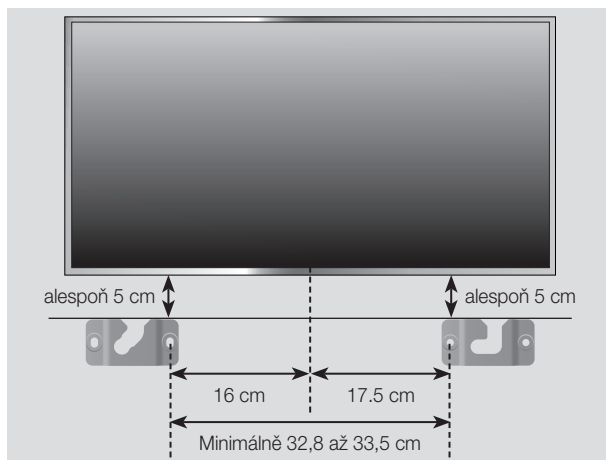 alespoň 5 cm
alespoň 5 cm
16 cm
17.5 cm
Minimálně 32,8 až 33,5 cm